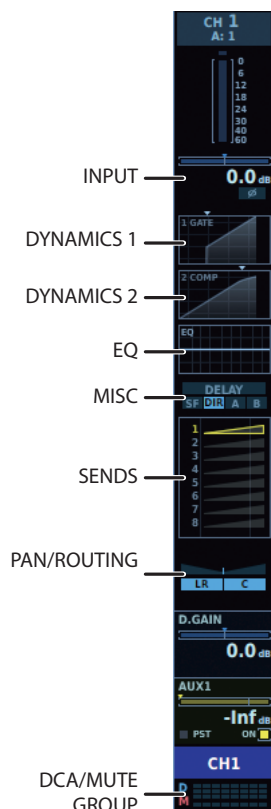 CH 1
A: 1
0
6
12
18
24
30
40
60
INPUT
0.0 dB
ø
DYNAMICS 1
1 GATE
DYNAMICS 2
2 COMP
EQ
EQ
MISC
DELAY
SF DIR A B
SENDS
1
2
3
4
5
6
7
8
PAN/ROUTING
LR C
D.GAIN
0.0 dB
AUX1
-Inf dB
PST ON
CH1
DCA/MUTE
GROUP
D
M